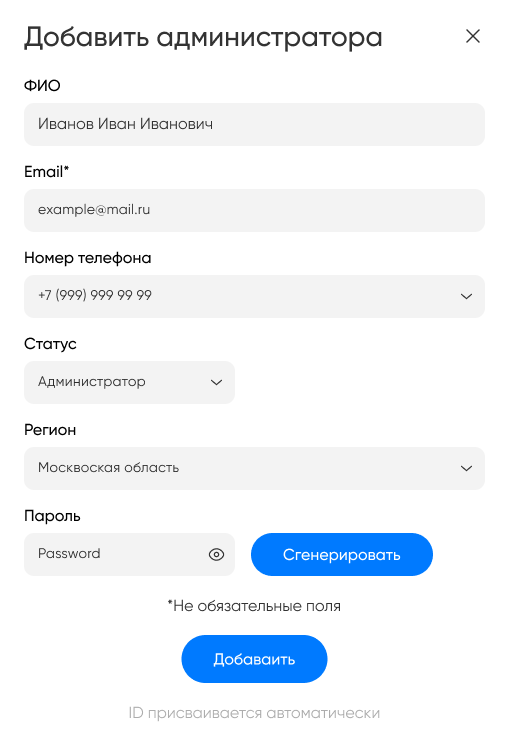 Добавить администратора
ФИО
Иванов Иван Иванович
Email*
example@mail.ru
Номер телефона
+7 (999) 999 99 99
Статус
Администратор
Регион
Москвоская область
Пароль
Password
Сгенерировать
*Не обязательные поля
Добаваить
ID присваивается автоматически